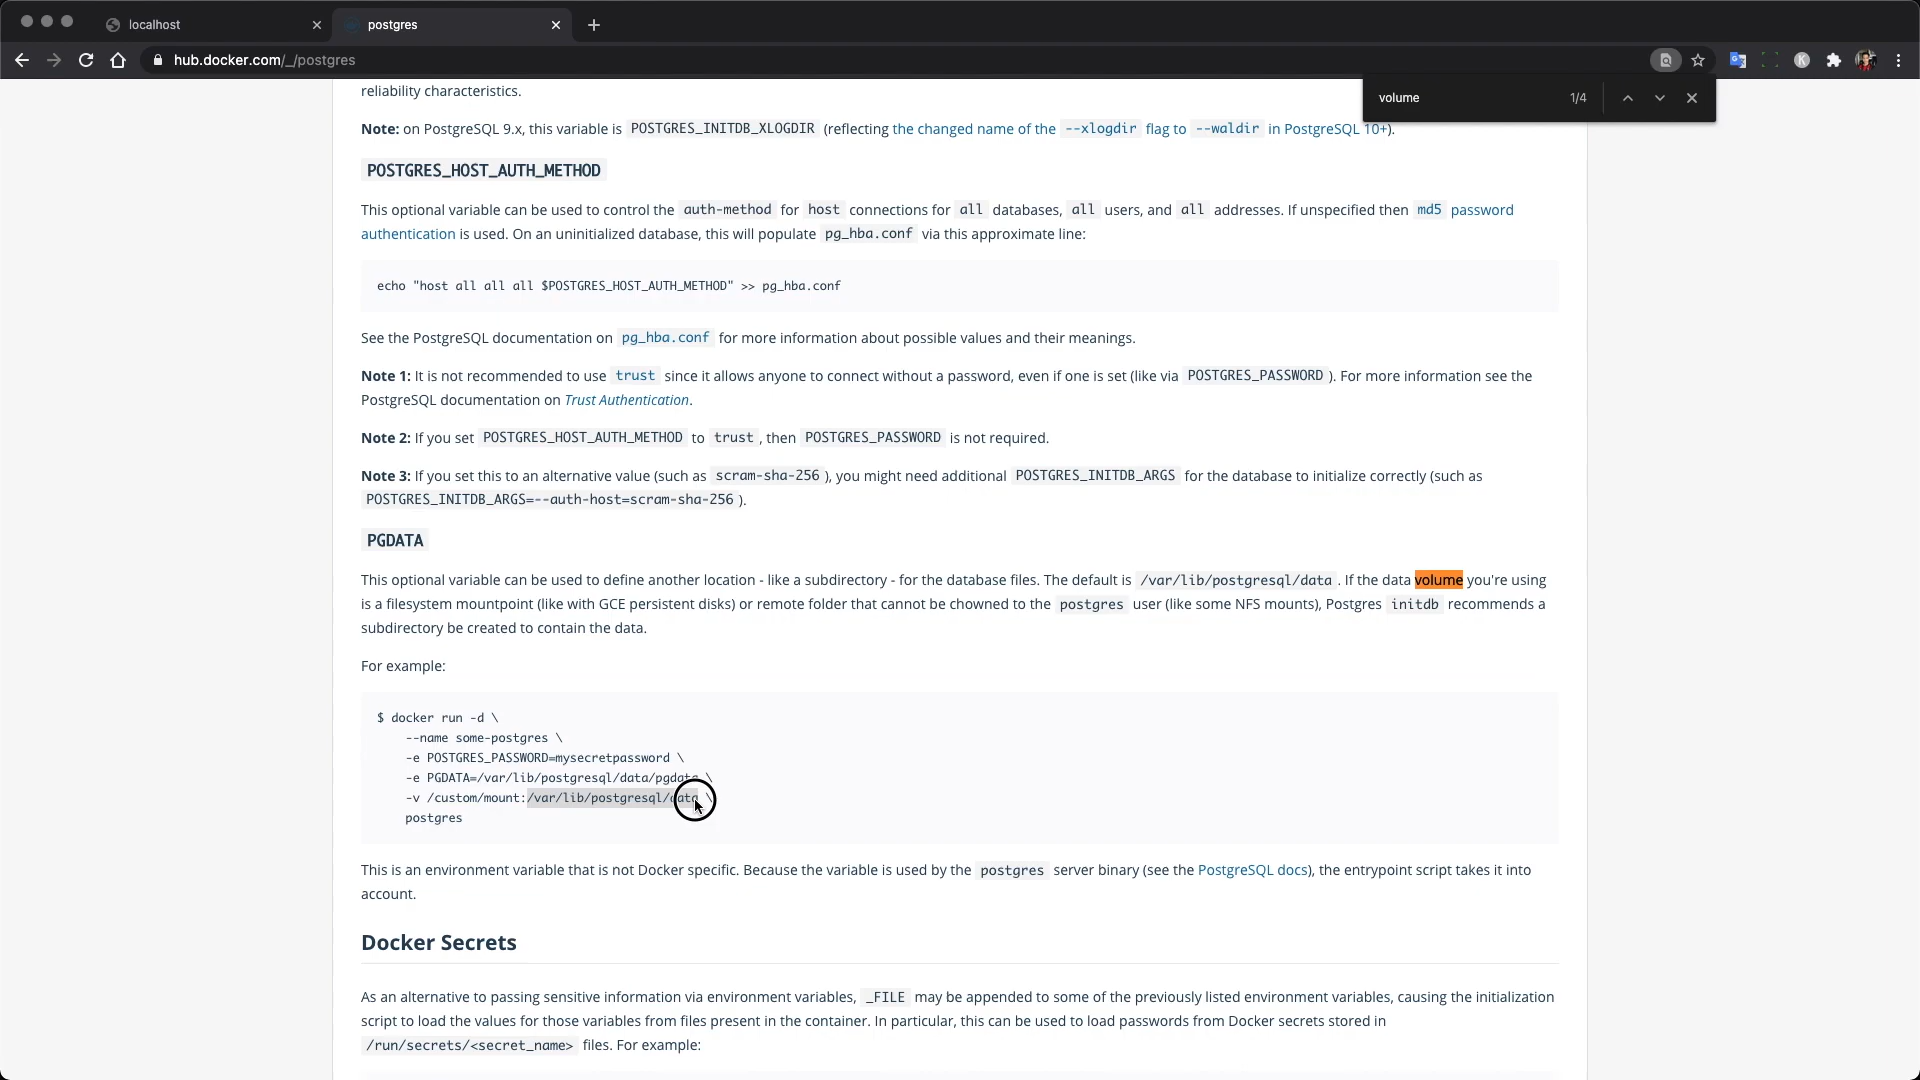 localhost
postgres
hub.docker.com/_/postgres
volume
1/4
reliability characteristics.
Note: on PostgreSQL 9.x, this variable is POSTGRES_INITDB_XLOGDIR (reflecting the changed name of the --xlogdir flag to --waldir in PostgreSQL 10+).
POSTGRES_HOST_AUTH_METHOD
This optional variable can be used to control the auth-method for host connections for all databases, all users, and all addresses. If unspecified then md5 password
authentication is used. On an uninitialized database, this will populate pg_hba.conf via this approximate line:
echo "host all all all $POSTGRES_HOST_AUTH_METHOD" >> pg_hba.conf
See the PostgreSQL documentation on pg_hba.conf for more information about possible values and their meanings.
Note 1: It is not recommended to use trust since it allows anyone to connect without a password, even if one is set (like via POSTGRES_PASSWORD ). For more information see the
PostgreSQL documentation on Trust Authentication.
Note 2: If you set POSTGRES_HOST_AUTH_METHOD to trust , then POSTGRES_PASSWORD is not required.
Note 3: If you set this to an alternative value (such as scram-sha-256 ), you might need additional POSTGRES_INITDB_ARGS for the database to initialize correctly (such as
POSTGRES_INITDB_ARGS=--auth-host=scram-sha-256 ).
PGDATA
This optional variable can be used to define another location - like a subdirectory - for the database files. The default is /var/lib/postgresql/data . If the data volume you're using
is a filesystem mountpoint (like with GCE persistent disks) or remote folder that cannot be chowned to the postgres user (like some NFS mounts), Postgres initdb recommends a
subdirectory be created to contain the data.
For example:
$ docker run -d \
--name some-postgres \
-e POSTGRES_PASSWORD=mysecretpassword \
-e PGDATA=/var/lib/postgresql/data/pgdata \
-v /custom/mount:/var/lib/postgresql/data \
postgres
This is an environment variable that is not Docker specific. Because the variable is used by the postgres server binary (see the PostgreSQL docs), the entrypoint script takes it into
account.
Docker Secrets
As an alternative to passing sensitive information via environment variables, _FILE may be appended to some of the previously listed environment variables, causing the initialization
script to load the values for those variables from files present in the container. In particular, this can be used to load passwords from Docker secrets stored in
/run/secrets/<secret_name> files. For example: